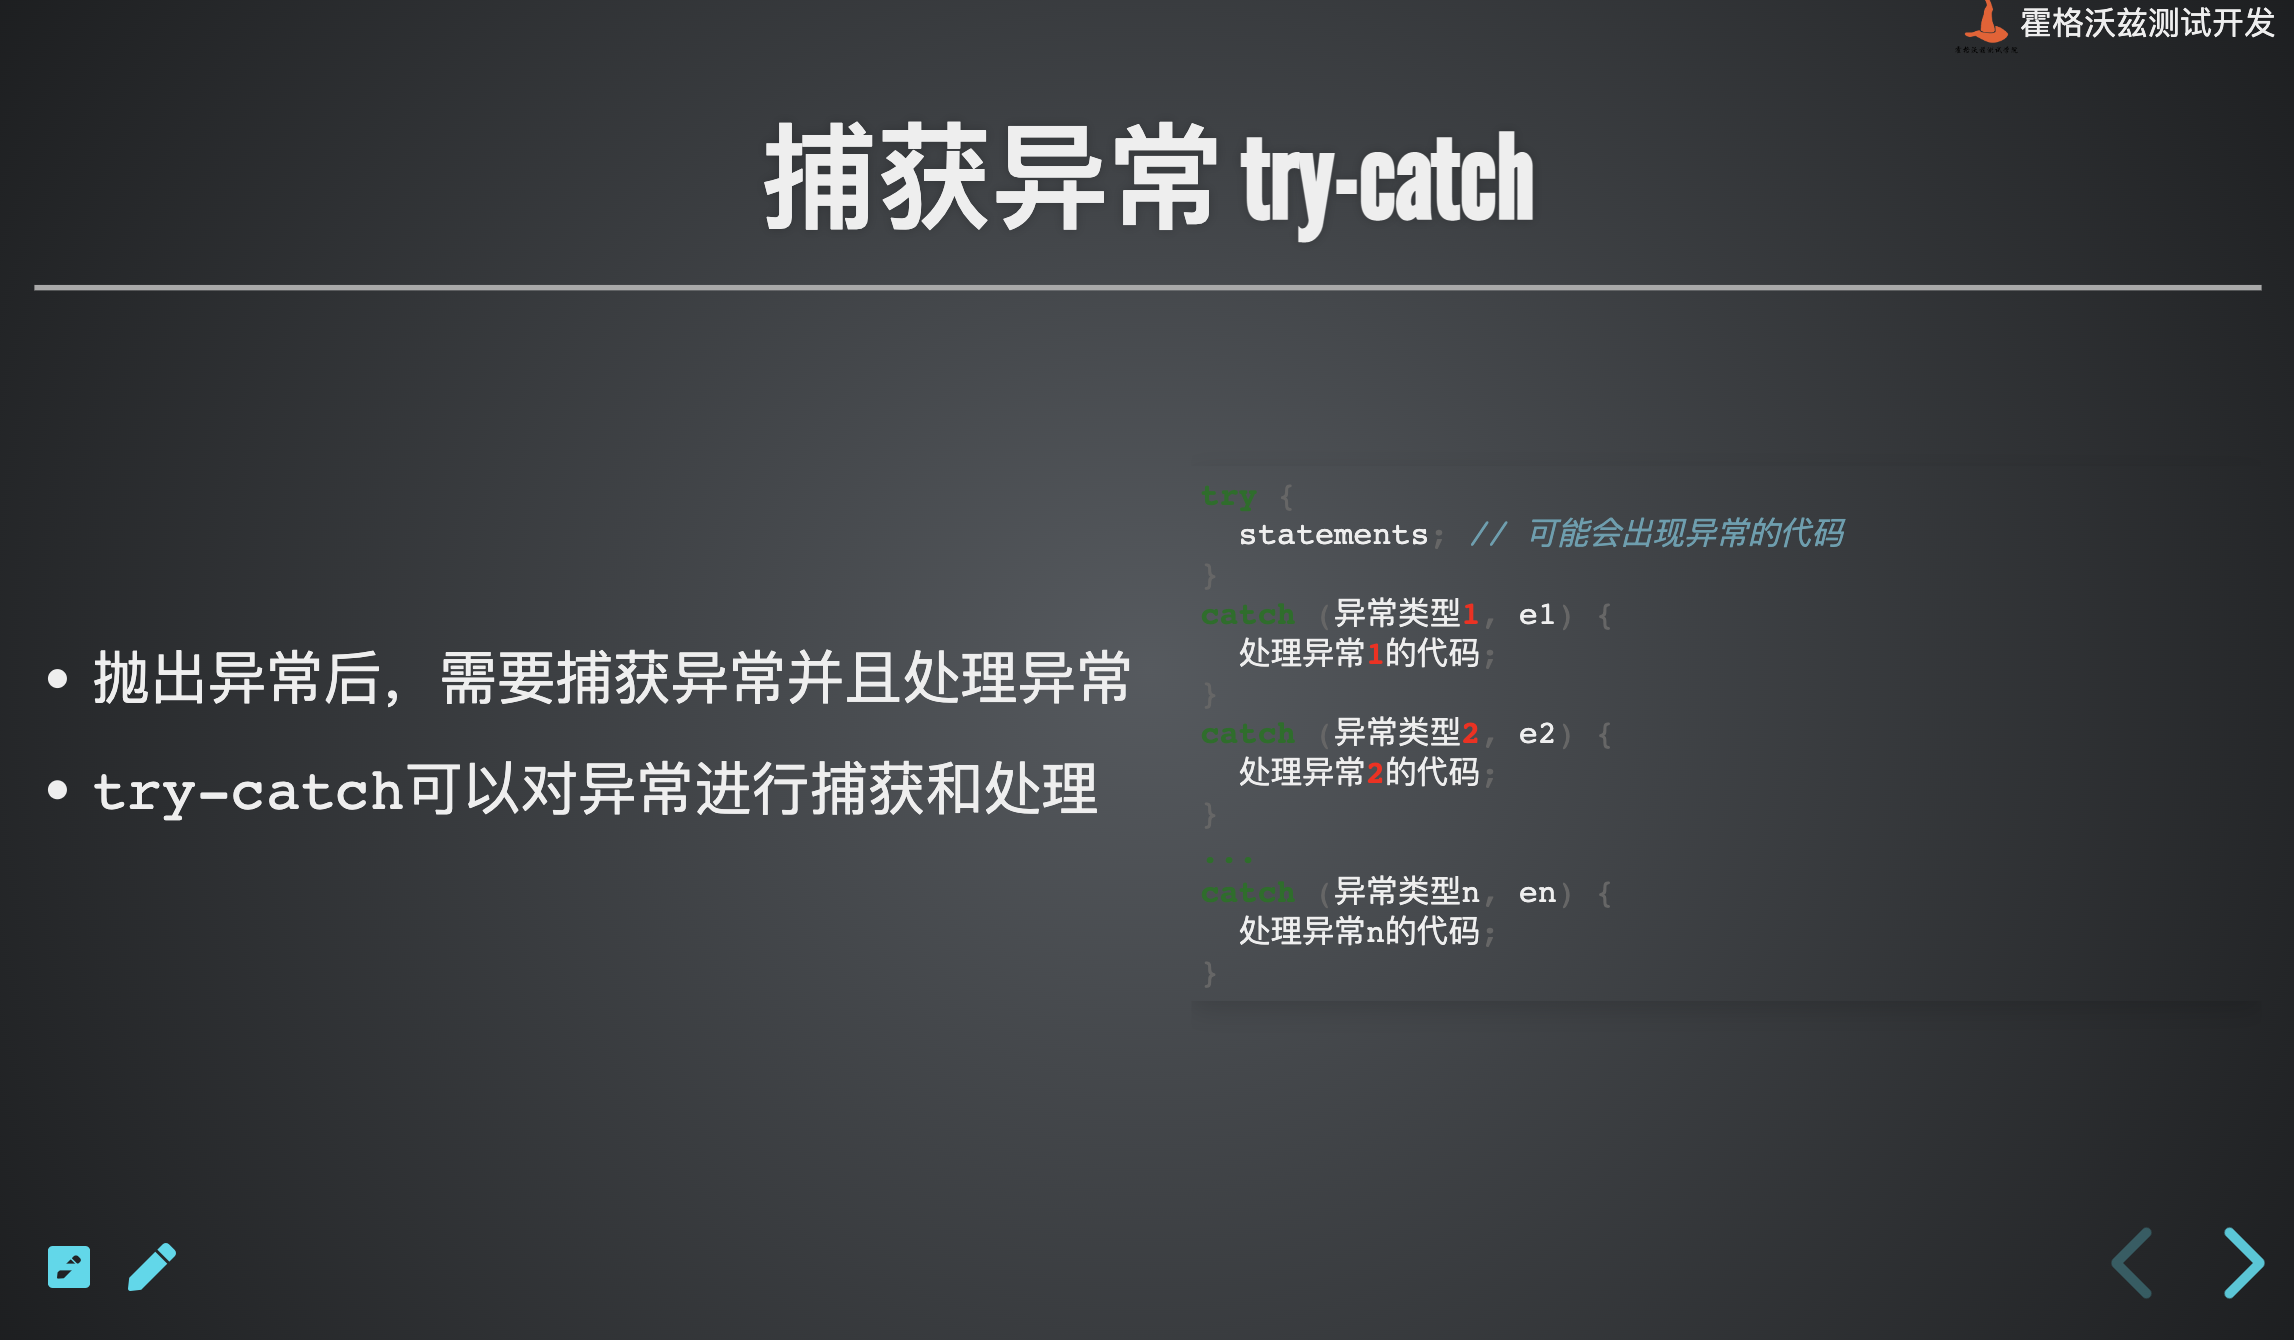 霍格沃兹测试开发
捕获异常 try-catch
• 抛出异常后，需要捕获异常并且处理异常
• try-catch可以对异常进行捕获和处理
try {
  statements; // 可能会出现异常的代码
}
catch (异常类型1, e1) {
  处理异常1的代码;
}
catch (异常类型2, e2) {
  处理异常2的代码;
}
...
catch (异常类型n, en) {
  处理异常n的代码;
}